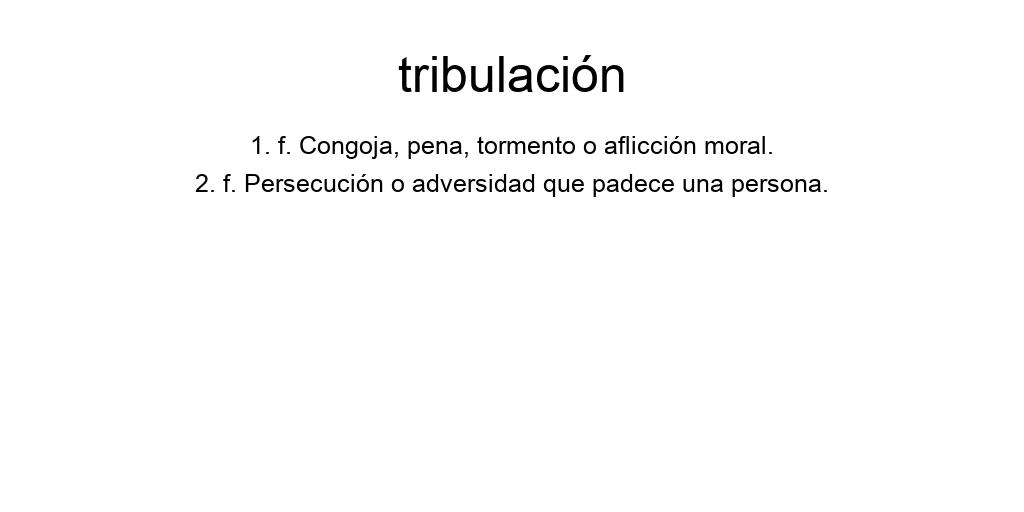 tribulación
1. f. Congoja, pena, tormento o aflicción moral.
2. f. Persecución o adversidad que padece una persona.